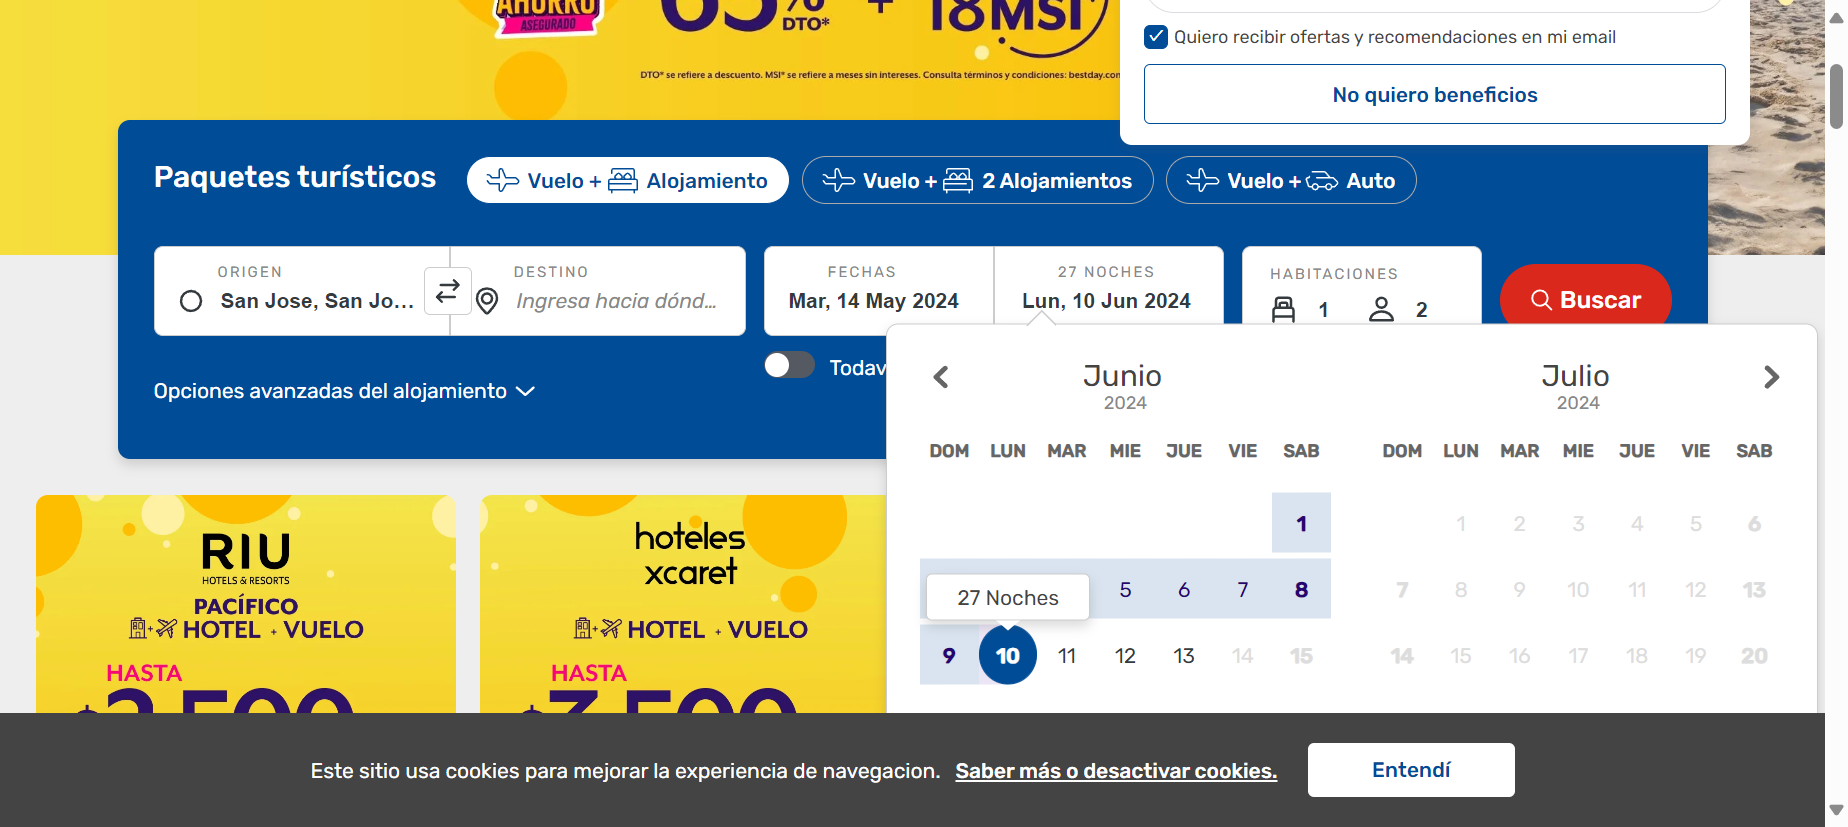 AHORRO
ASEGURADO
65%
DTO*
+
18MSI*
DTO* se refiere a descuento. MSI* se refiere a meses sin intereses. Consulta términos y condiciones: bestday.com
Quiero recibir ofertas y recomendaciones en mi email
No quiero beneficios
Paquetes turísticos
Vuelo + Alojamiento
Vuelo + 2 Alojamientos
Vuelo + Auto
ORIGEN
San Jose, San Jo...
DESTINO
Ingresa hacia dónd...
FECHAS
Mar, 14 May 2024
27 NOCHES
Lun, 10 Jun 2024
HABITACIONES
1 2
Buscar
Todav
Opciones avanzadas del alojamiento
Junio
2024
DOM LUN MAR MIE JUE VIE SAB
1
5 6 7 8
27 Noches
9 10 11 12 13 14 15
Julio
2024
DOM LUN MAR MIE JUE VIE SAB
1 2 3 4 5 6
7 8 9 10 11 12 13
14 15 16 17 18 19 20
RIU
HOTELS & RESORTS
PACÍFICO
+ HOTEL + VUELO
HASTA
$2,500
hoteles
xcaret
+ HOTEL + VUELO
HASTA
$3,500
Este sitio usa cookies para mejorar la experiencia de navegacion. Saber más o desactivar cookies.
Entendí